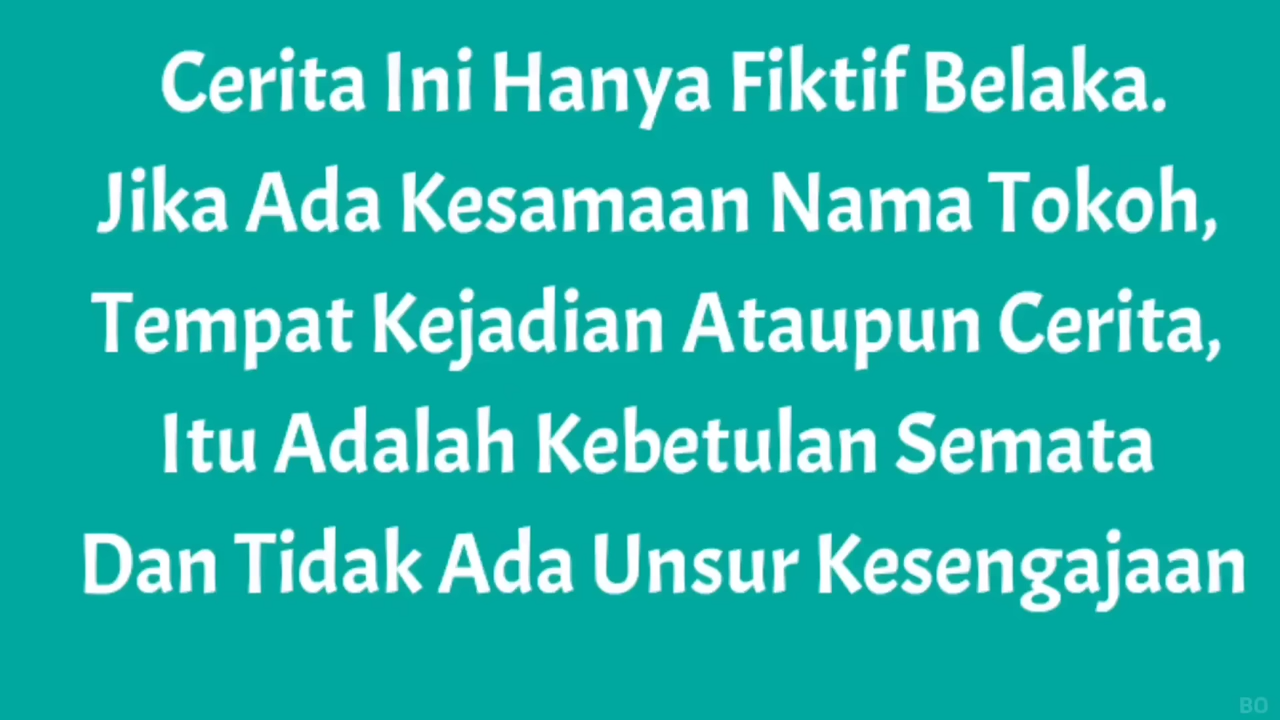 Cerita Ini Hanya Fiktif Belaka.
Jika Ada Kesamaan Nama Tokoh,
Tempat Kejadian Ataupun Cerita,
Itu Adalah Kebetulan Semata
Dan Tidak Ada Unsur Kesengajaan
BO